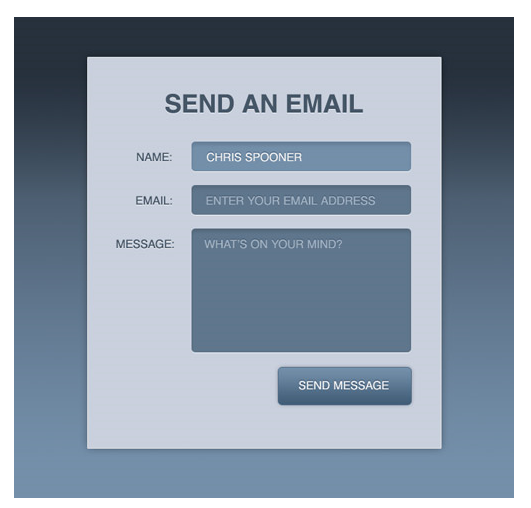 SEND AN EMAIL
NAME: CHRIS SPOONER
EMAIL: ENTER YOUR EMAIL ADDRESS
MESSAGE: WHAT'S ON YOUR MIND?
SEND MESSAGE